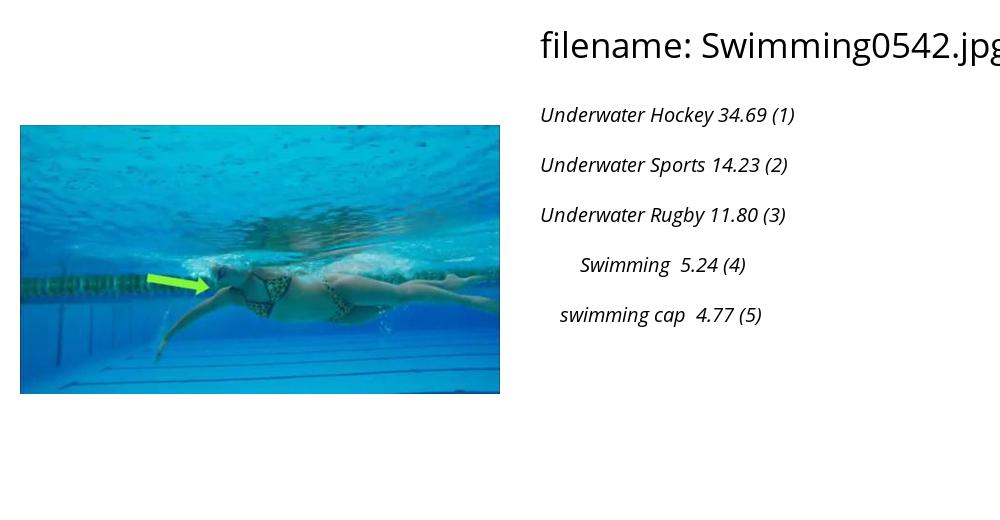 filename: Swimming0542.jpg
Underwater Hockey 34.69 (1)
Underwater Sports 14.23 (2)
Underwater Rugby 11.80 (3)
Swimming 5.24 (4)
swimming cap 4.77 (5)